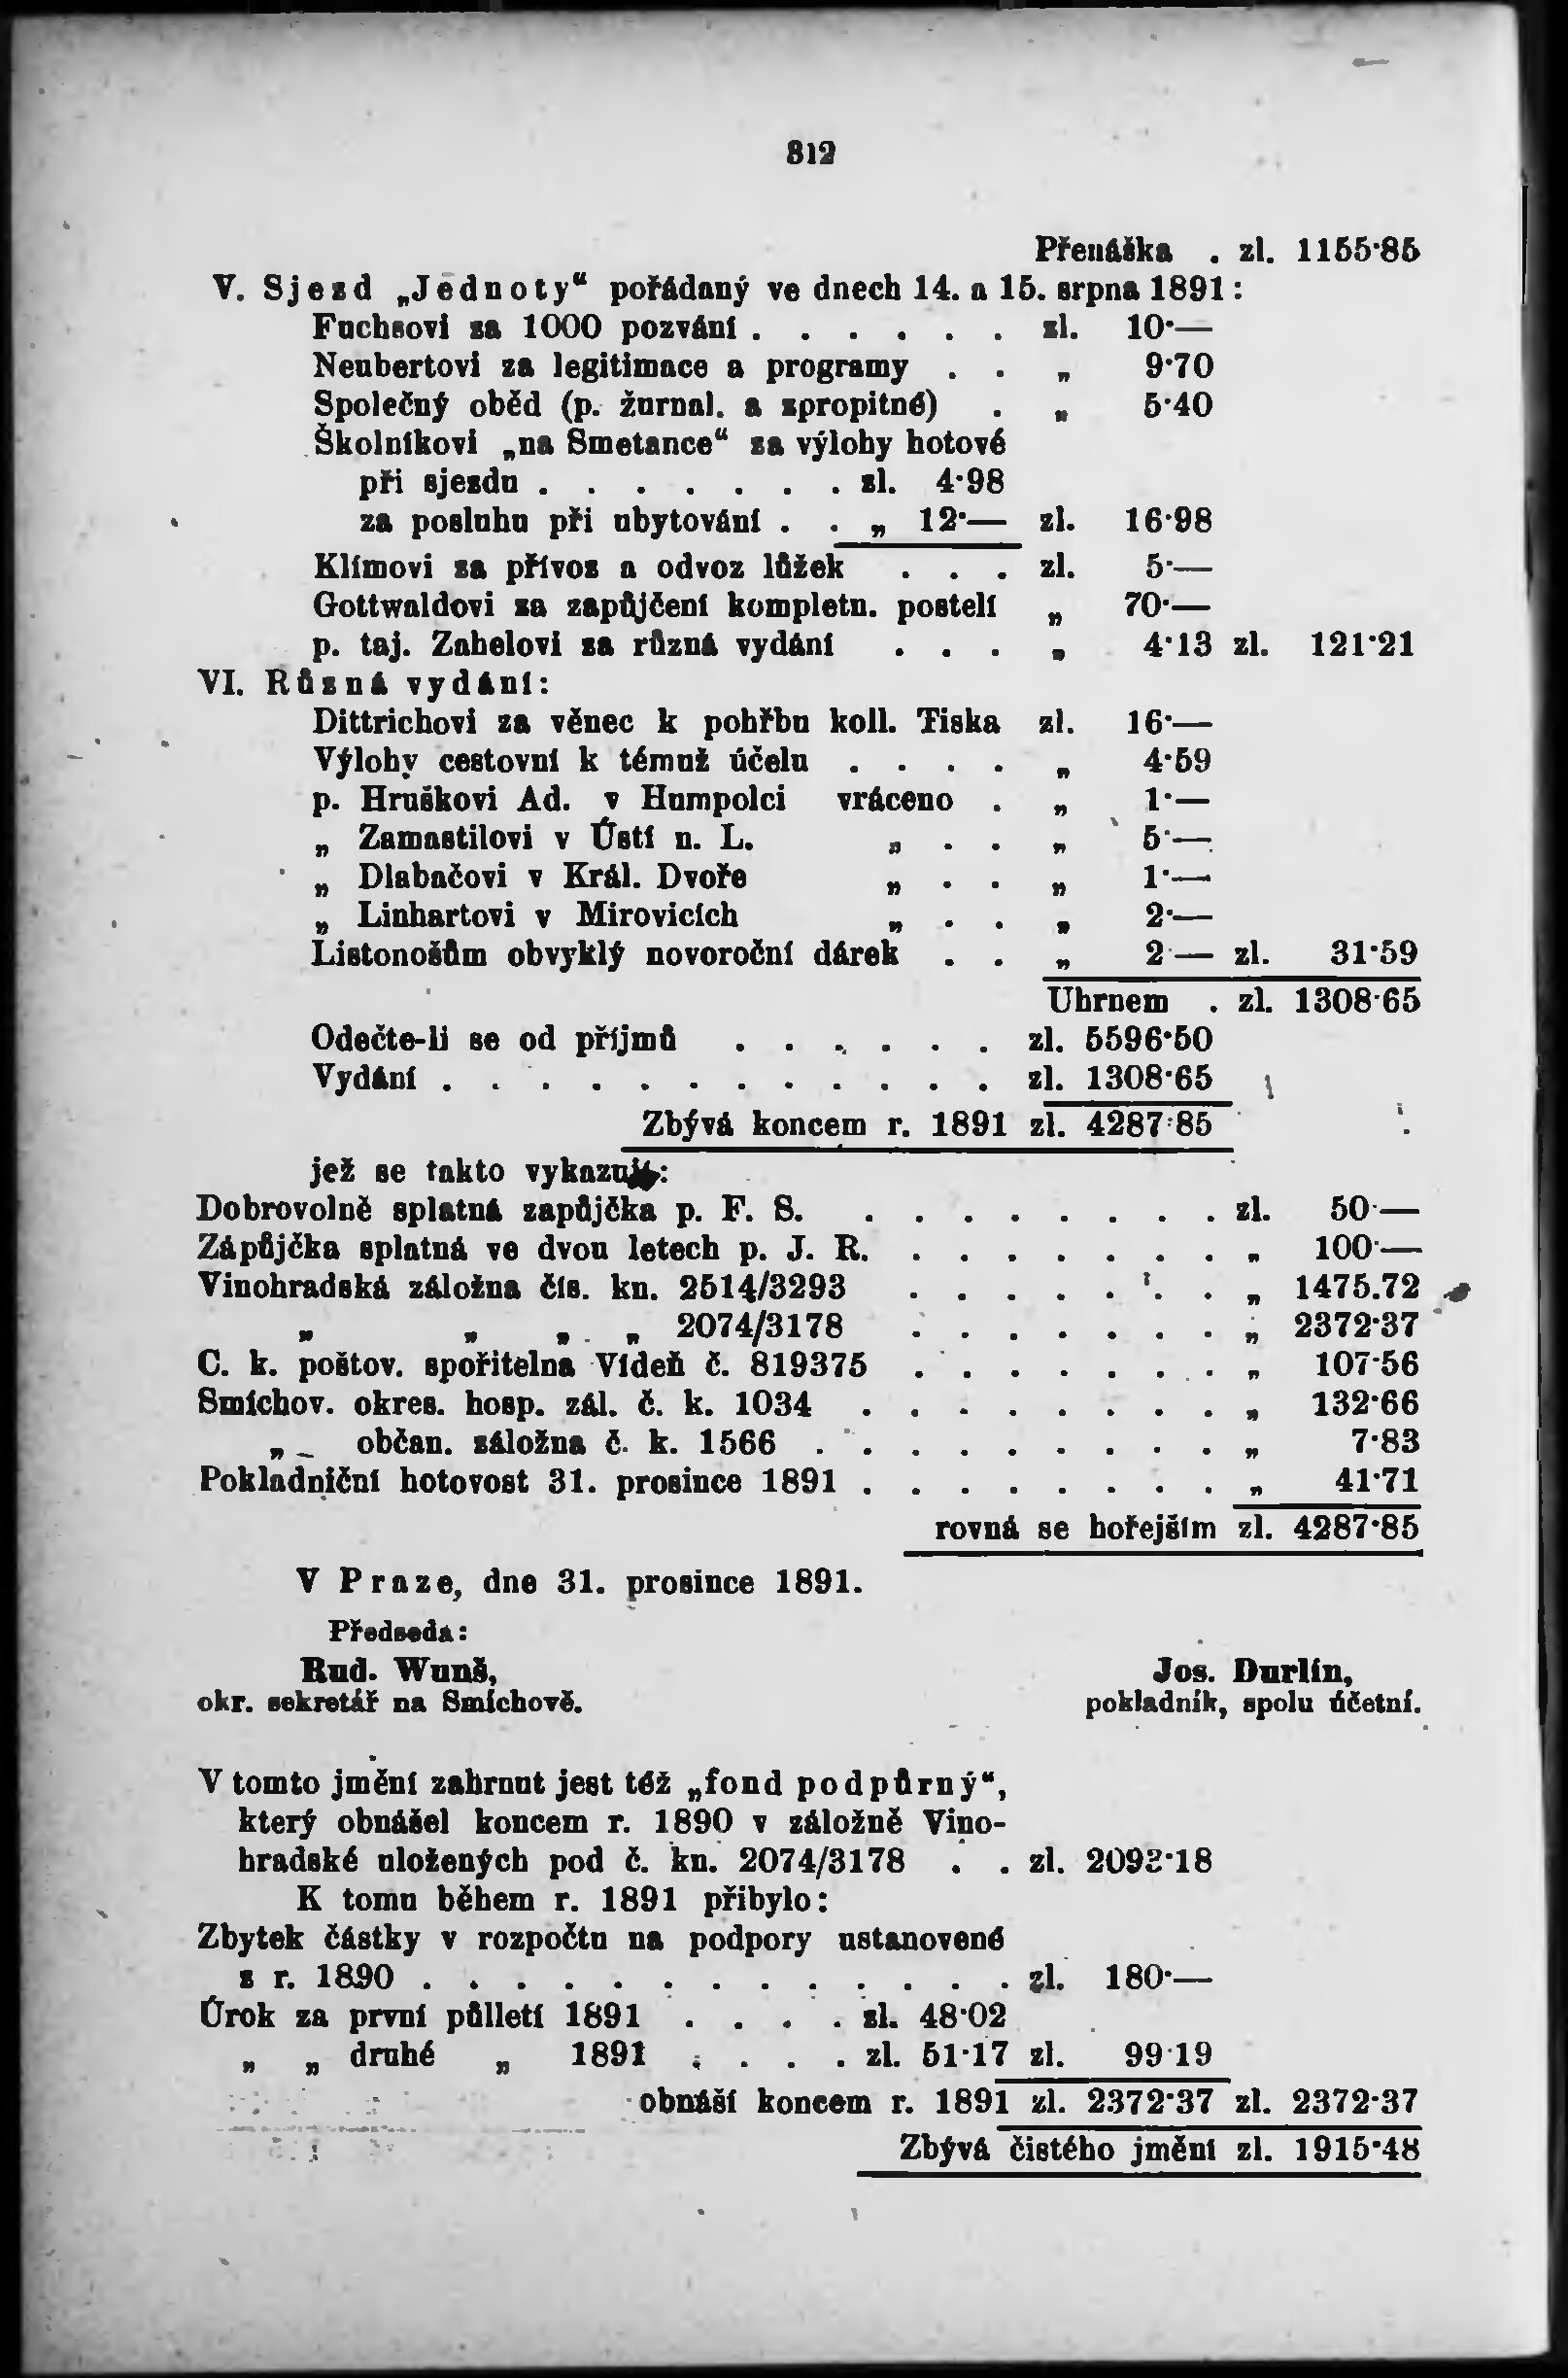 812
Přenáška . zl. 1155·85
V. Sjezd „Jednoty“ pořádaný ve dnech 14. a 15. srpna 1891:
Fuchsovi za 1000 pozvání . . . . . . zl. 10·—
Neubertovi za legitimace a programy . . „ 9·70
Společný oběd (p. žurnal. a zpropitné) . „ 5·40
Školníkovi „na Smetance“ za výlohy hotové
při sjezdu . . . . . . . zl. 4·98
za posluhu při ubytování . . „ 12·— zl. 16·98
Klímovi za přívoz a odvoz lůžek . . . zl. 5·—
Gottwaldovi za zapůjčení kompletn. postelí „ 70·—
p. taj. Zabelovi za různá vydání . . . „ 4·13 zl. 121·21
VI. Různá vydání:
Dittrichovi za věnec k pohřbu koll. Tiska zl. 16·—
Výlohy cestovní k témuž účelu . . . . „ 4·59
p. Hruškovi Ad. v Humpolci vráceno . „ 1·—
„ Zamastilovi v Ústí n. L. „ . . „ 5·—
„ Dlabačovi v Král. Dvoře „ . . „ 1·—
„ Linhartovi v Mirovicích „ . . „ 2·—
Listonošům obvyklý novoroční dárek . . „ 2·— zl. 31·59
Uhrnem . zl. 1308·65
Odečte-li se od příjmů . . . . . . zl. 5596·50
Vydání . . . . . . . . . . . . zl. 1308·65
Zbývá koncem r. 1891 zl. 4287·85
jež se takto vykazují:
Dobrovolně splatná zapůjčka p. F. S. . . . . . . . . zl. 50·—
Zápůjčka splatná ve dvou letech p. J. R. . . . . . . . „ 100·—
Vinohradská záložna čís. kn. 2514/3293 . . . . . . . „ 1475.72
„ „ „ . „ 2074/3178 . . . . . . . „ 2372·37
C. k. poštov. spořitelna Vídeň č. 819375 . . . . . . . „ 107·56
Smíchov. okres. hosp. zál. č. k. 1034 . . . . . . . . „ 132·66
„ občan. záložna č. k. 1566 . . . . . . . . . „ 7·83
Pokladniční hotovost 31. prosince 1891 . . . . . . . . „ 41·71
rovná se hořejším zl. 4287·85
V Praze, dne 31. prosince 1891.
Předseda:
Rud. Wunš, Jos. Durlín,
okr. sekretář na Smíchově. pokladník, spolu účetní.
V tomto jmění zahrnut jest též „fond podpůrný“,
který obnášel koncem r. 1890 v záložně Vino-
hradské uložených pod č. kn. 2074/3178 . . zl. 2093·18
K tomu během r. 1891 přibylo:
Zbytek částky v rozpočtu na podpory ustanovené
z r. 1890 . . . . . . . . . . . . . zl. 180·—
Úrok za první půlletí 1891 . . . . zl. 48·02
„ „ druhé „ 1891 . . . . zl. 51·17 zl. 99·19
obnáší koncem r. 1891 zl. 2372·37 zl. 2372·37
Zbývá čistého jmění zl. 1915·48